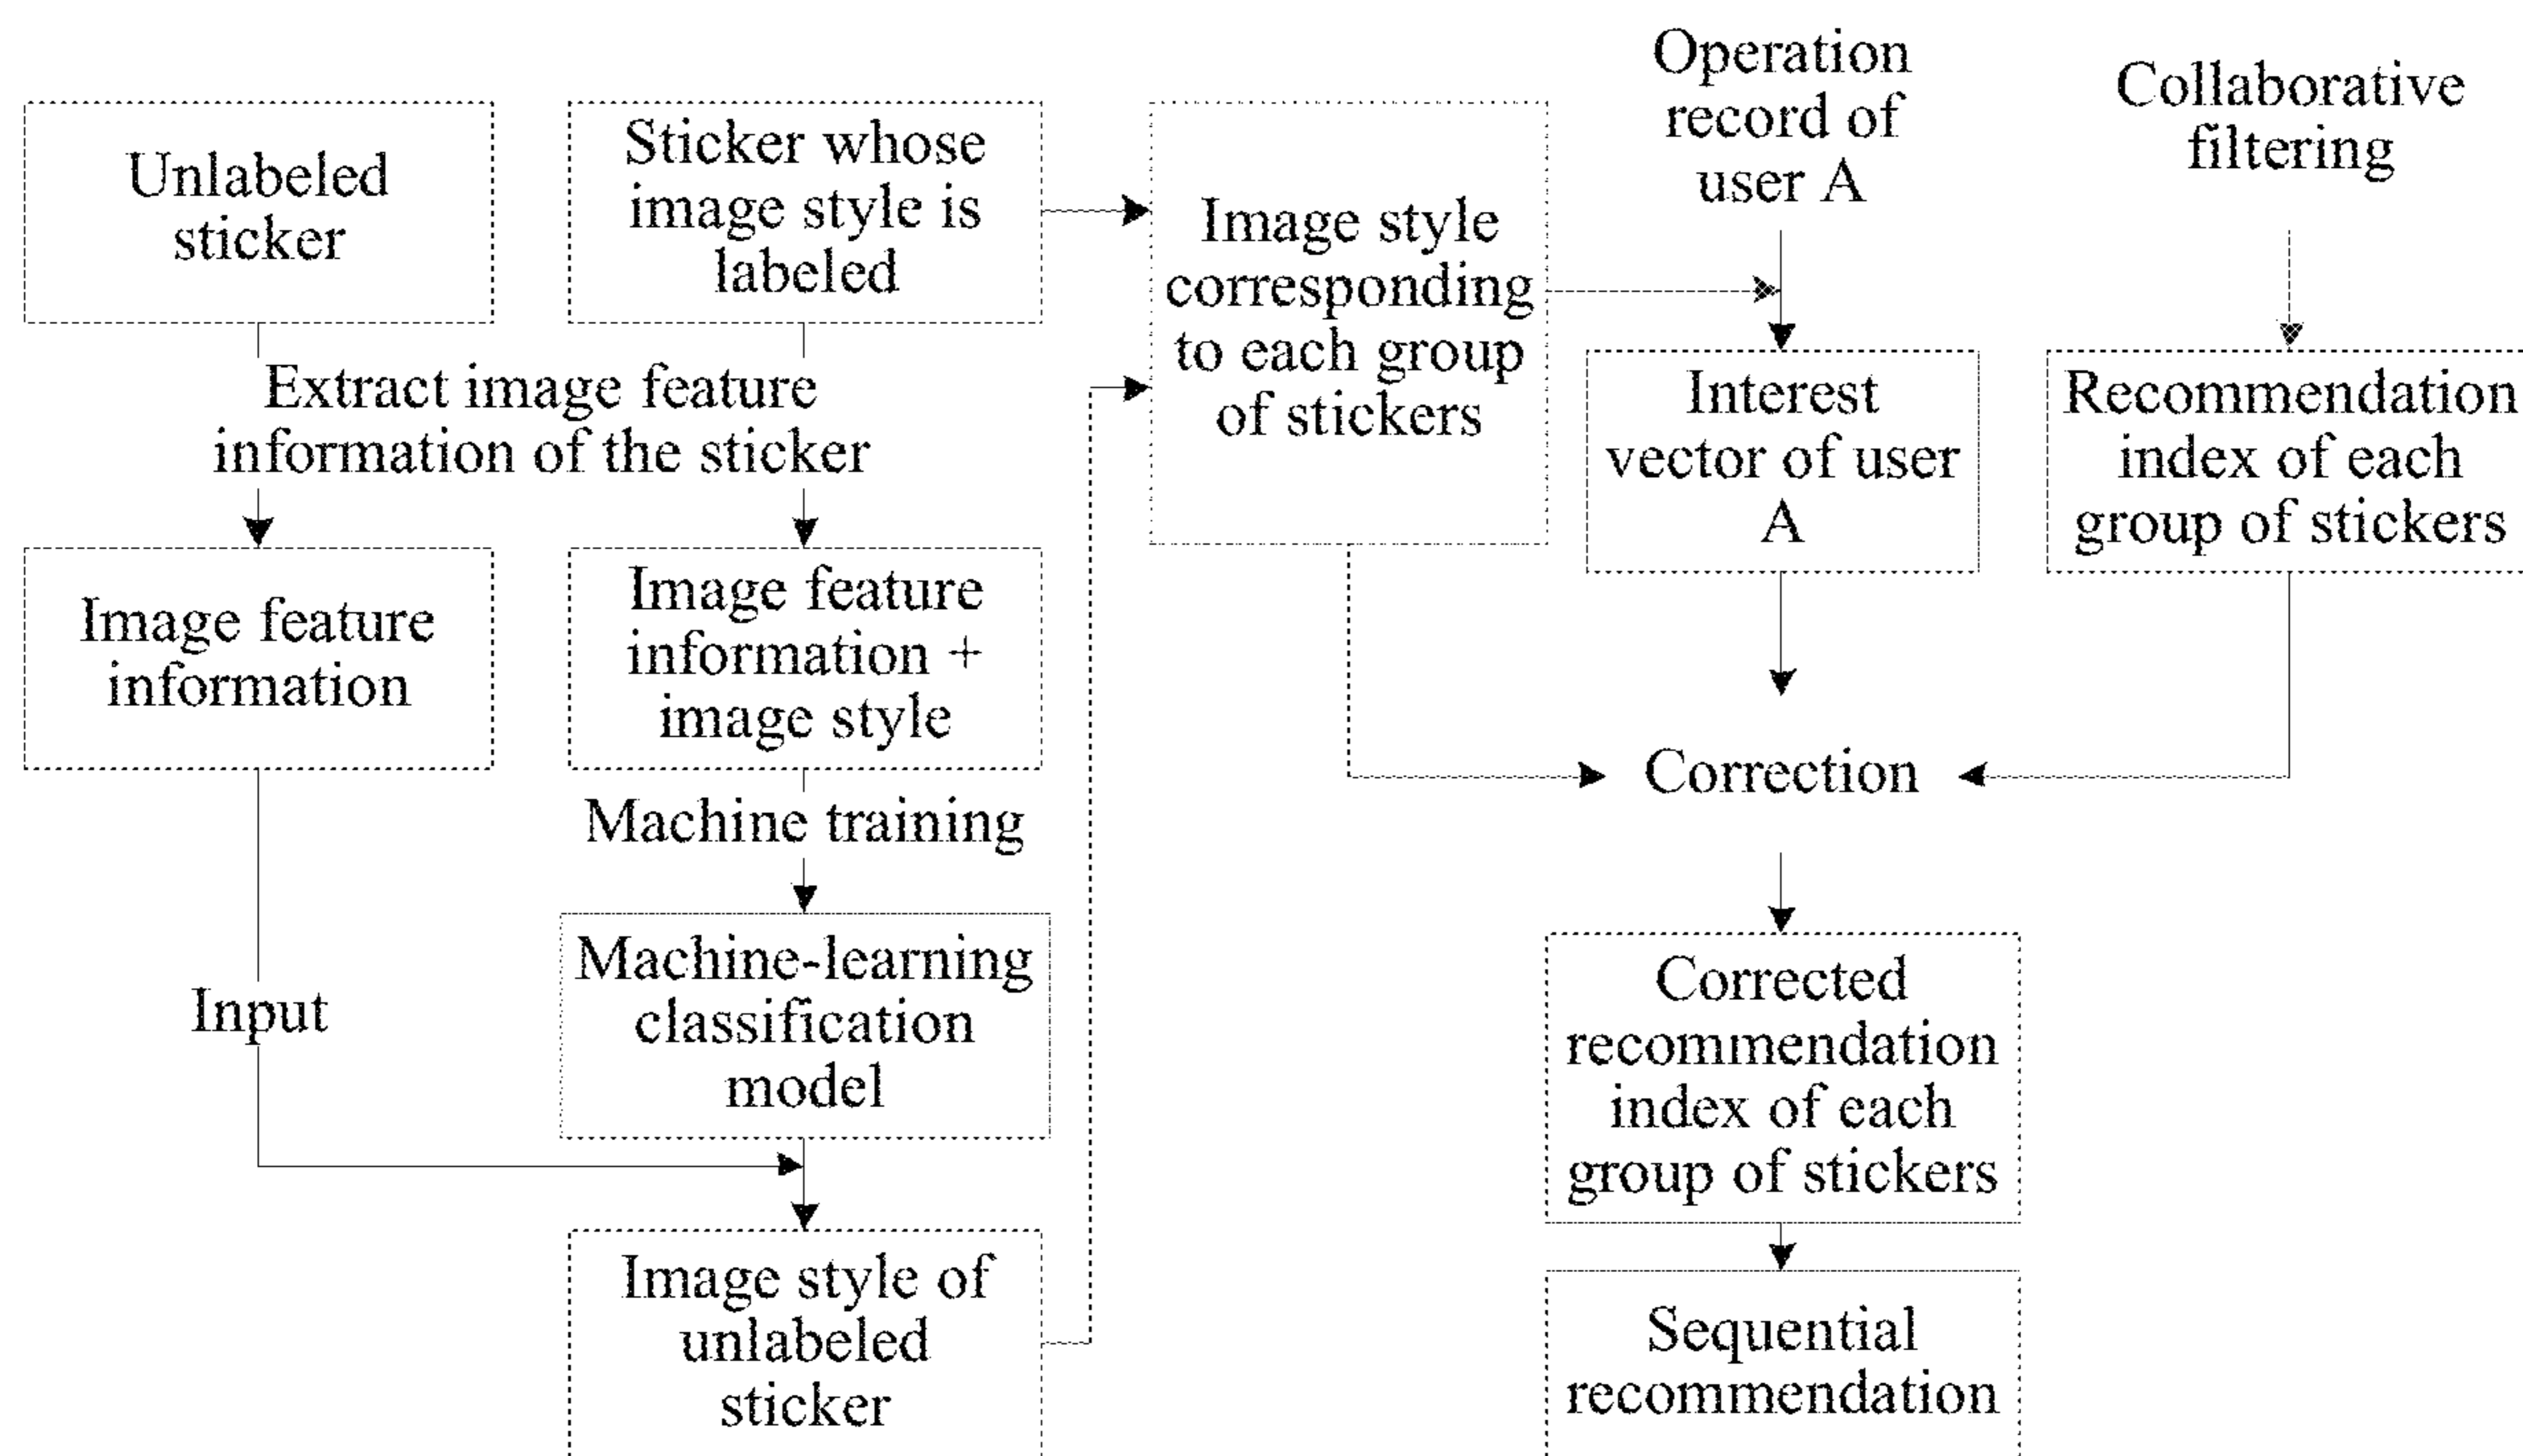 Unlabeled
sticker
Sticker whose
image style is
labeled
Extract image feature
information of the sticker
Image feature
information
Image feature
information +
image style
Machine training
Input
Machine-learning
classification
model
Image style of
unlabeled
sticker
Image style
corresponding
to each group
of stickers
Operation
record of
user A
Interest
vector of user
A
Collaborative
filtering
Recommendation
index of each
group of stickers
Correction
Corrected
recommendation
index of each
group of stickers
Sequential
recommendation